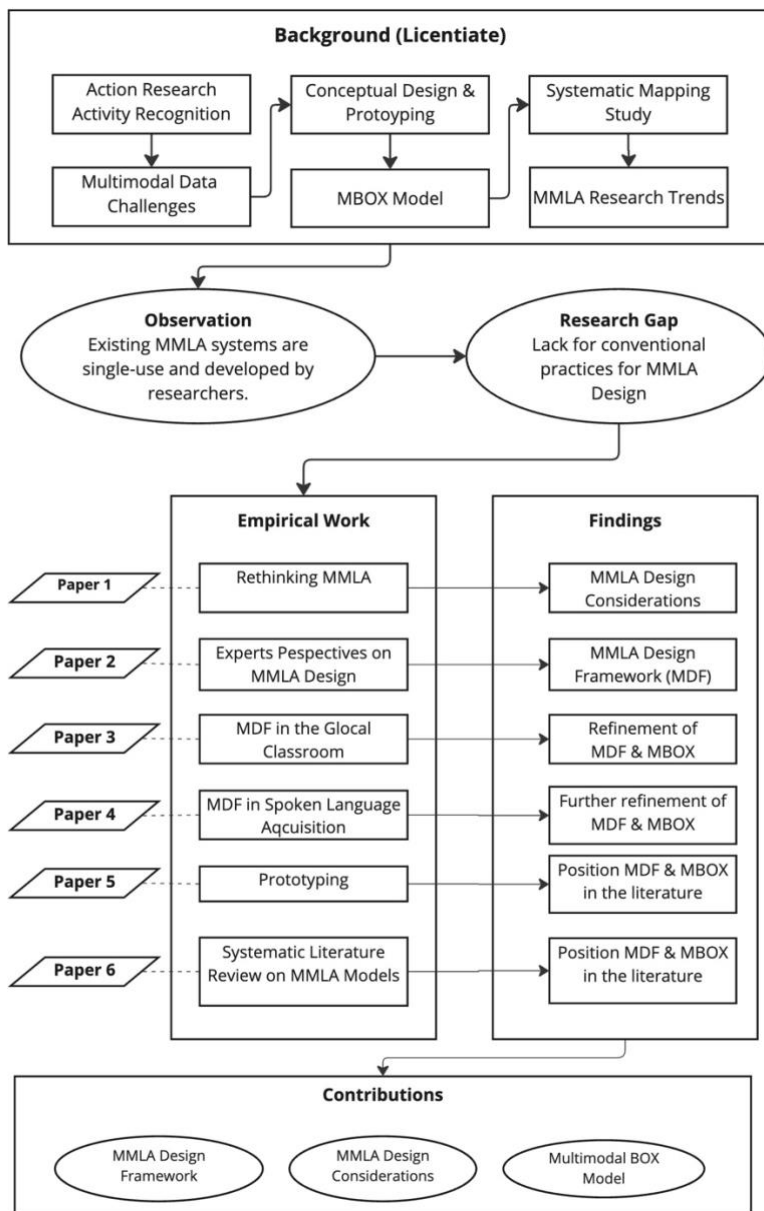 Background (Licentiate)
Action Research
Activity Recognition
Conceptual Design &
Protoyping
Systematic Mapping
Study
Multimodal Data
Challenges
MBOX Model
MMLA Research Trends
Observation
Existing MMLA systems are
single-use and developed by
researchers.
Research Gap
Lack for conventional
practices for MMLA
Design
Empirical Work
Findings
Paper 1
Rethinking MMLA
MMLA Design
Considerations
Paper 2
Experts Pespectives on
MMLA Design
MMLA Design
Framework (MDF)
Paper 3
MDF in the Glocal
Classroom
Refinement of
MDF & MBOX
Paper 4
MDF in Spoken Language
Aqcuisition
Further refinement of
MDF & MBOX
Paper 5
Prototyping
Position MDF & MBOX
in the literature
Paper 6
Systematic Literature
Review on MMLA Models
Position MDF & MBOX
in the literature
Contributions
MMLA Design
Framework
MMLA Design
Considerations
Multimodal BOX
Model